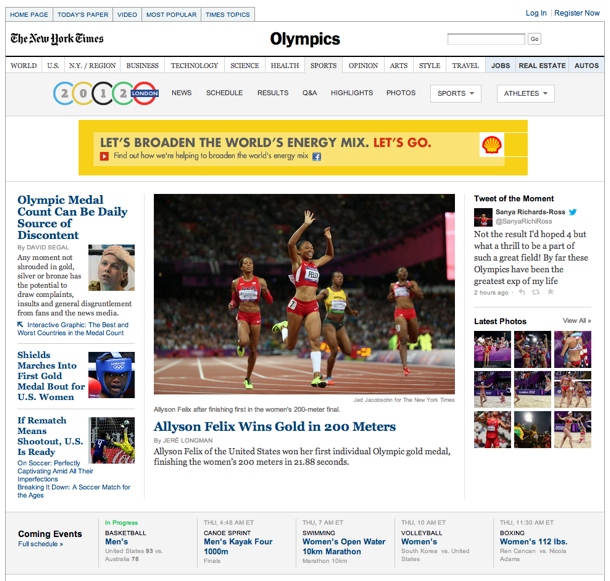 HOME PAGE TODAY'S PAPER VIDEO MOST POPULAR TIMES TOPICS
Log In Register Now
The New York Times
Olympics
Go
WORLD U.S. N.Y. / REGION BUSINESS TECHNOLOGY SCIENCE HEALTH SPORTS OPINION ARTS STYLE TRAVEL JOBS REAL ESTATE AUTOS
2012 LONDON
NEWS SCHEDULE RESULTS Q&A HIGHLIGHTS PHOTOS SPORTS ATHLETES
LET'S BROADEN THE WORLD'S ENERGY MIX. LET'S GO.
Find out how we're helping to broaden the world's energy mix
Olympic Medal
Count Can Be Daily
Source of
Discontent
By DAVID SEGAL
Any moment not
shrouded in gold,
silver or bronze has
the potential to
draw complaints,
insults and general disgruntlement
from fans and the news media.
Interactive Graphic: The Best and
Worst Countries in the Medal Count
Shields
Marches Into
First Gold
Medal Bout for
U.S. Women
If Rematch
Means
Shootout, U.S.
Is Ready
On Soccer: Perfectly
Captivating Amid All Their
Imperfections
Breaking It Down: A Soccer Match for
the Ages
FELIX
Jed Jacobsohn for The New York Times
Allyson Felix after finishing first in the women's 200-meter final.
Allyson Felix Wins Gold in 200 Meters
By JERÉ LONGMAN
Allyson Felix of the United States won her first individual Olympic gold medal,
finishing the women's 200 meters in 21.88 seconds.
Tweet of the Moment
Sanya Richards-Ross
@SanyaRichiRoss
Not the result I'd hoped 4 but
what a thrill to be a part of
such a great field! By far these
Olympics have been the
greatest exp of my life
2 hours ago
Latest Photos
View All »
Coming Events
Full schedule »
In Progress
BASKETBALL
Men's
United States 93 vs.
Australia 76
THU, 4:48 AM ET
CANOE SPRINT
Men's Kayak Four
1000m
Finals
THU, 7 AM ET
SWIMMING
Women's Open Water
10km Marathon
Marathon 10km
THU, 10 AM ET
VOLLEYBALL
Women's
South Korea vs. United
States
THU, 11:30 AM ET
BOXING
Women's 112 lbs.
Ren Cancan vs. Nicola
Adams